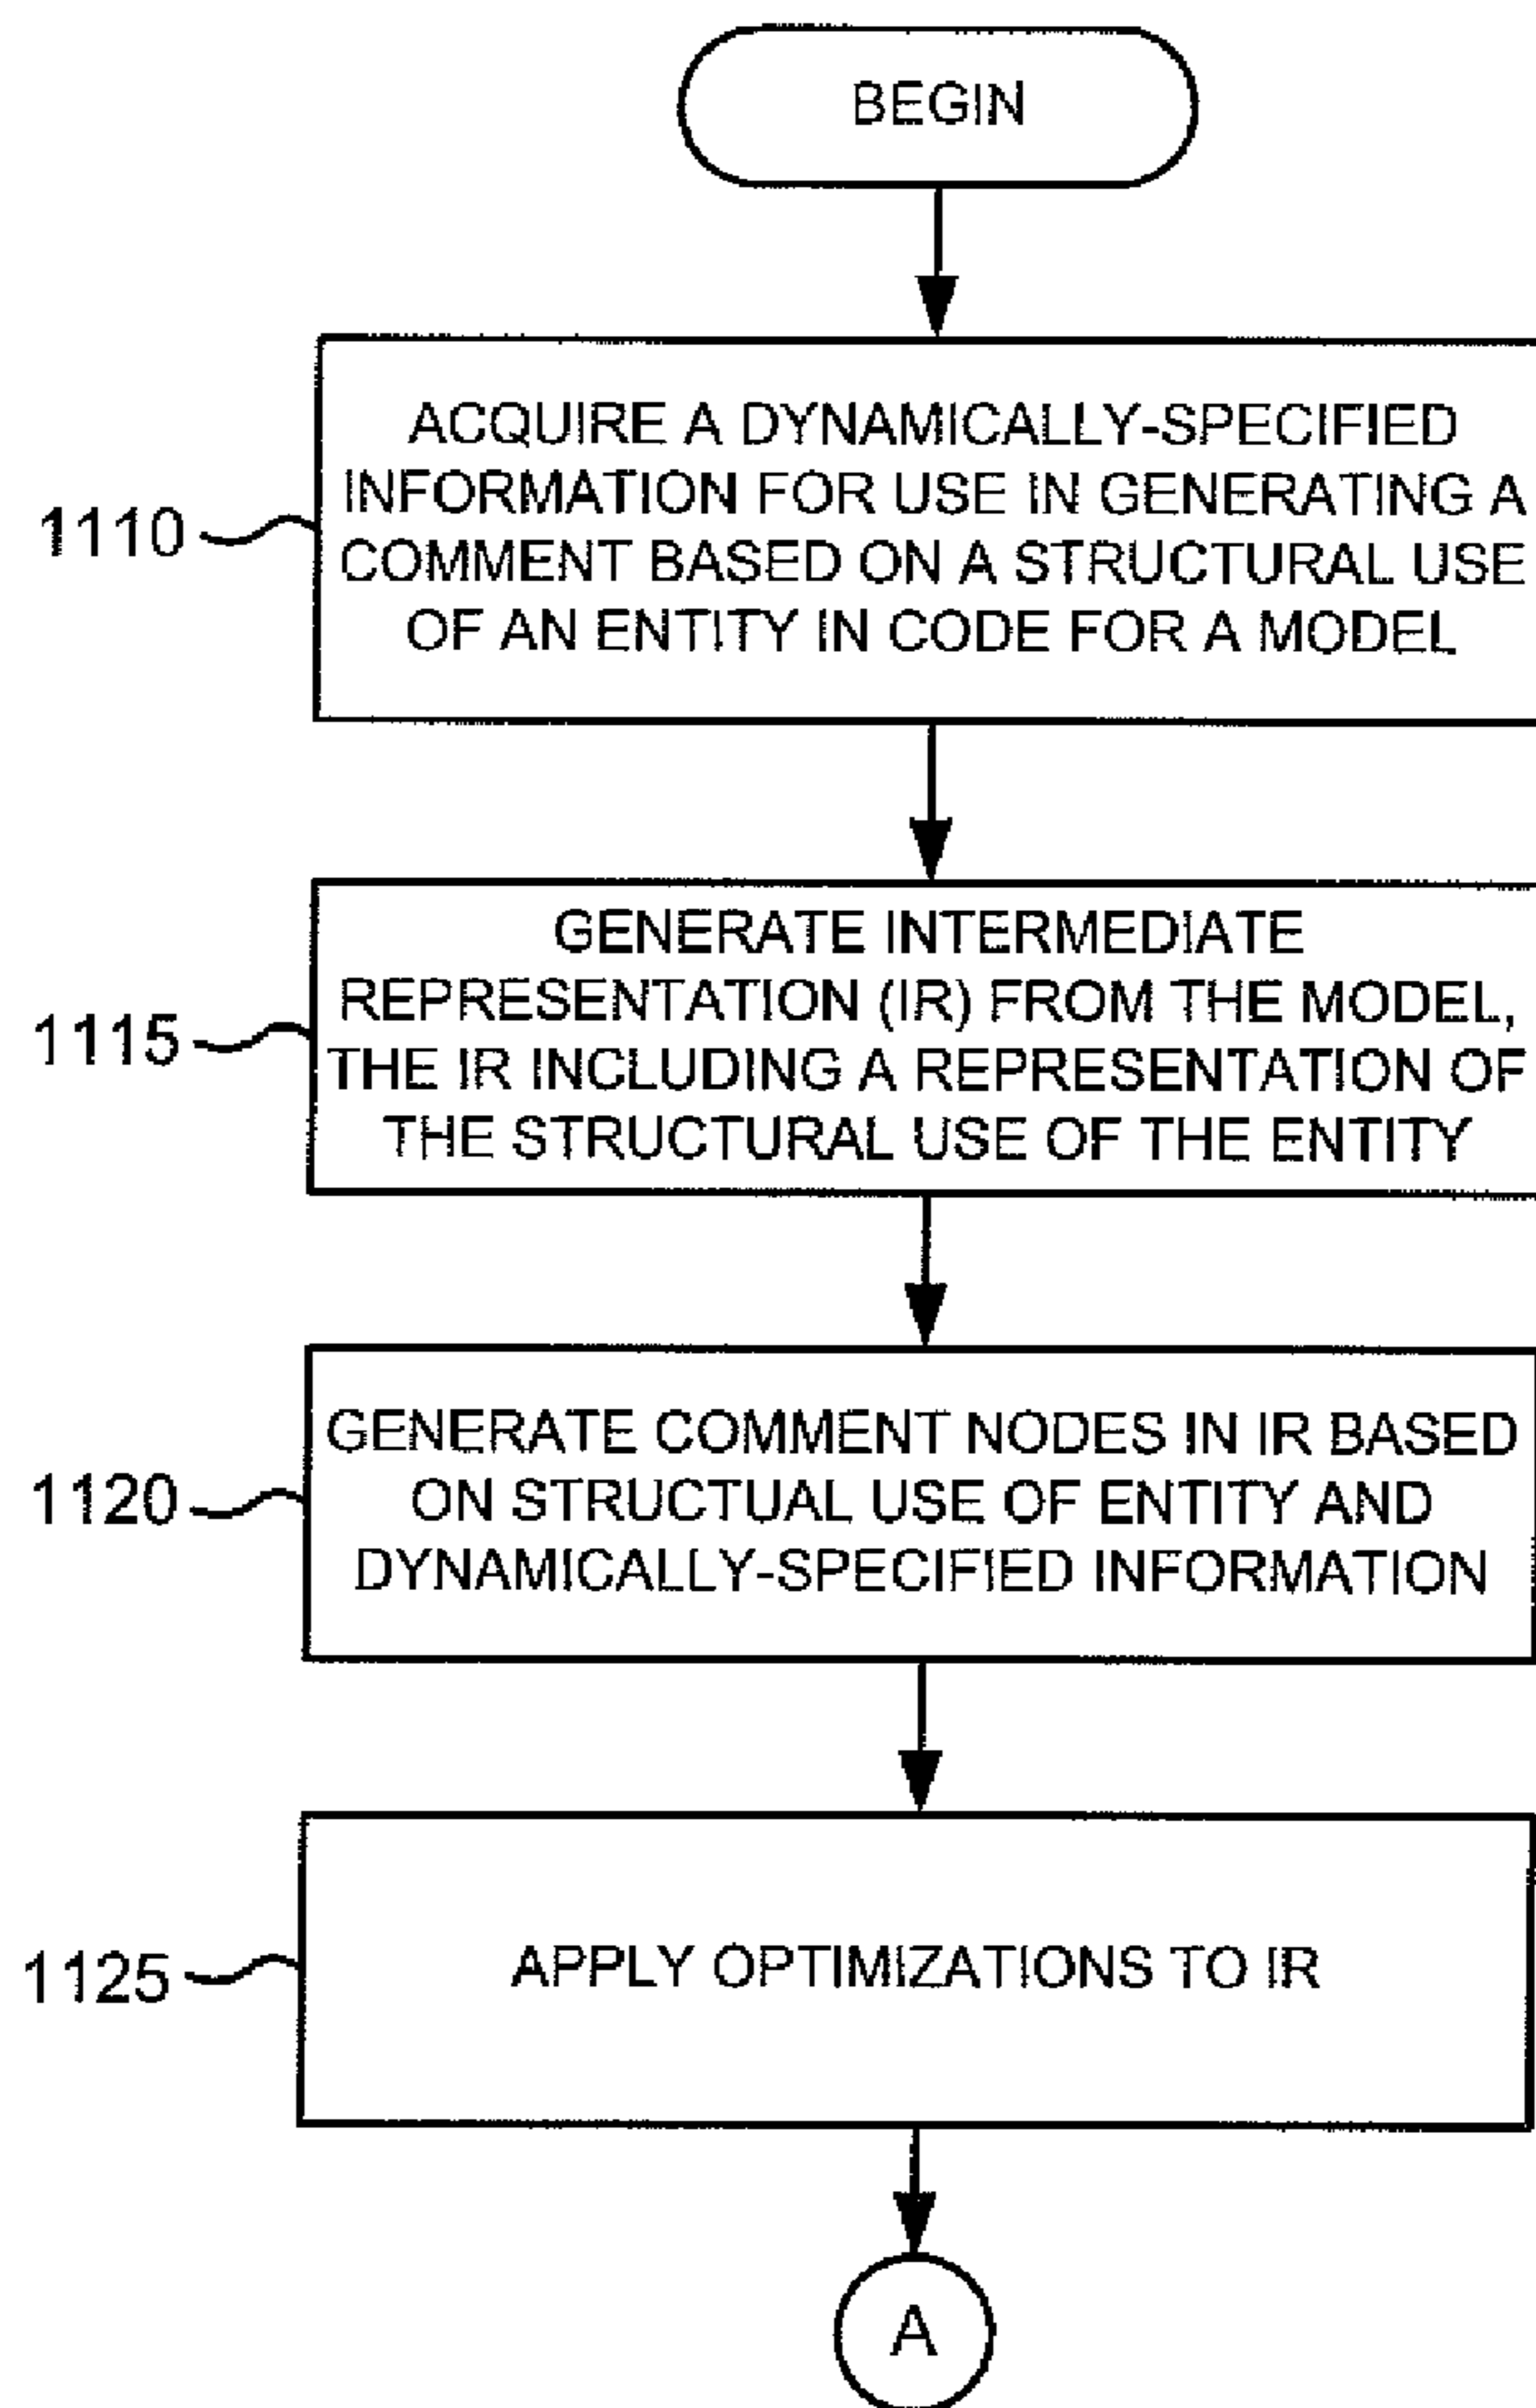 BEGIN
ACQUIRE A DYNAMICALLY-SPECIFIED
INFORMATION FOR USE IN GENERATING A
COMMENT BASED ON A STRUCTURAL USE
OF AN ENTITY IN CODE FOR A MODEL
1110
GENERATE INTERMEDIATE
REPRESENTATION (IR) FROM THE MODEL,
THE IR INCLUDING A REPRESENTATION OF
THE STRUCTURAL USE OF THE ENTITY
1115
GENERATE COMMENT NODES IN IR BASED
ON STRUCTUAL USE OF ENTITY AND
DYNAMICALLY-SPECIFIED INFORMATION
1120
APPLY OPTIMIZATIONS TO IR
1125
A